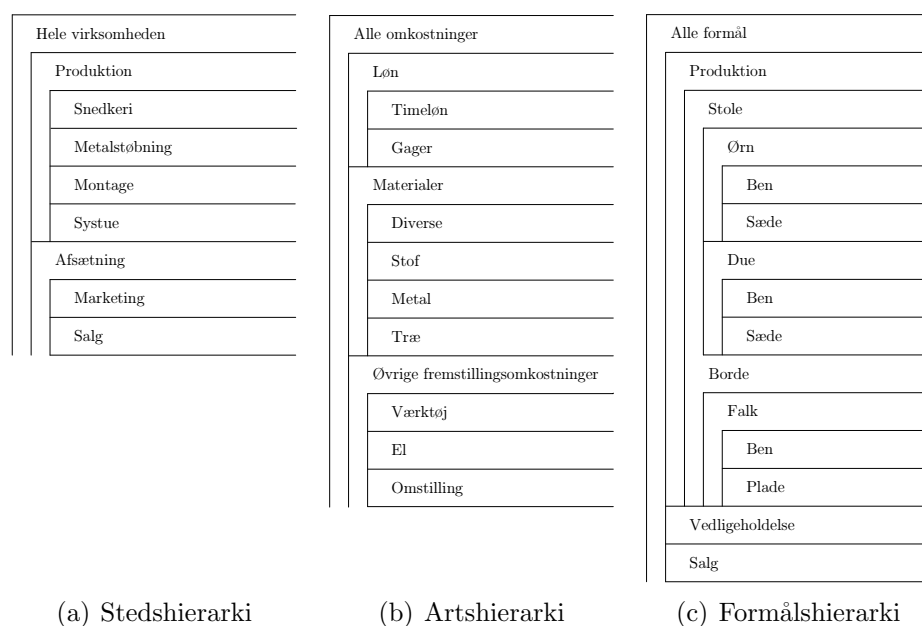 Hele virksomheden
Produktion
Snedkeri
Metalstøbning
Montage
Systue
Afsætning
Marketing
Salg
(a) Stedshierarki
Alle omkostninger
Løn
Timeløn
Gager
Materialer
Diverse
Stof
Metal
Træ
Øvrige fremstillingsomkostninger
Værktøj
El
Omstilling
(b) Artshierarki
Alle formål
Produktion
Stole
Ørn
Ben
Sæde
Due
Ben
Sæde
Borde
Falk
Ben
Plade
Vedligeholdelse
Salg
(c) Formålshierarki